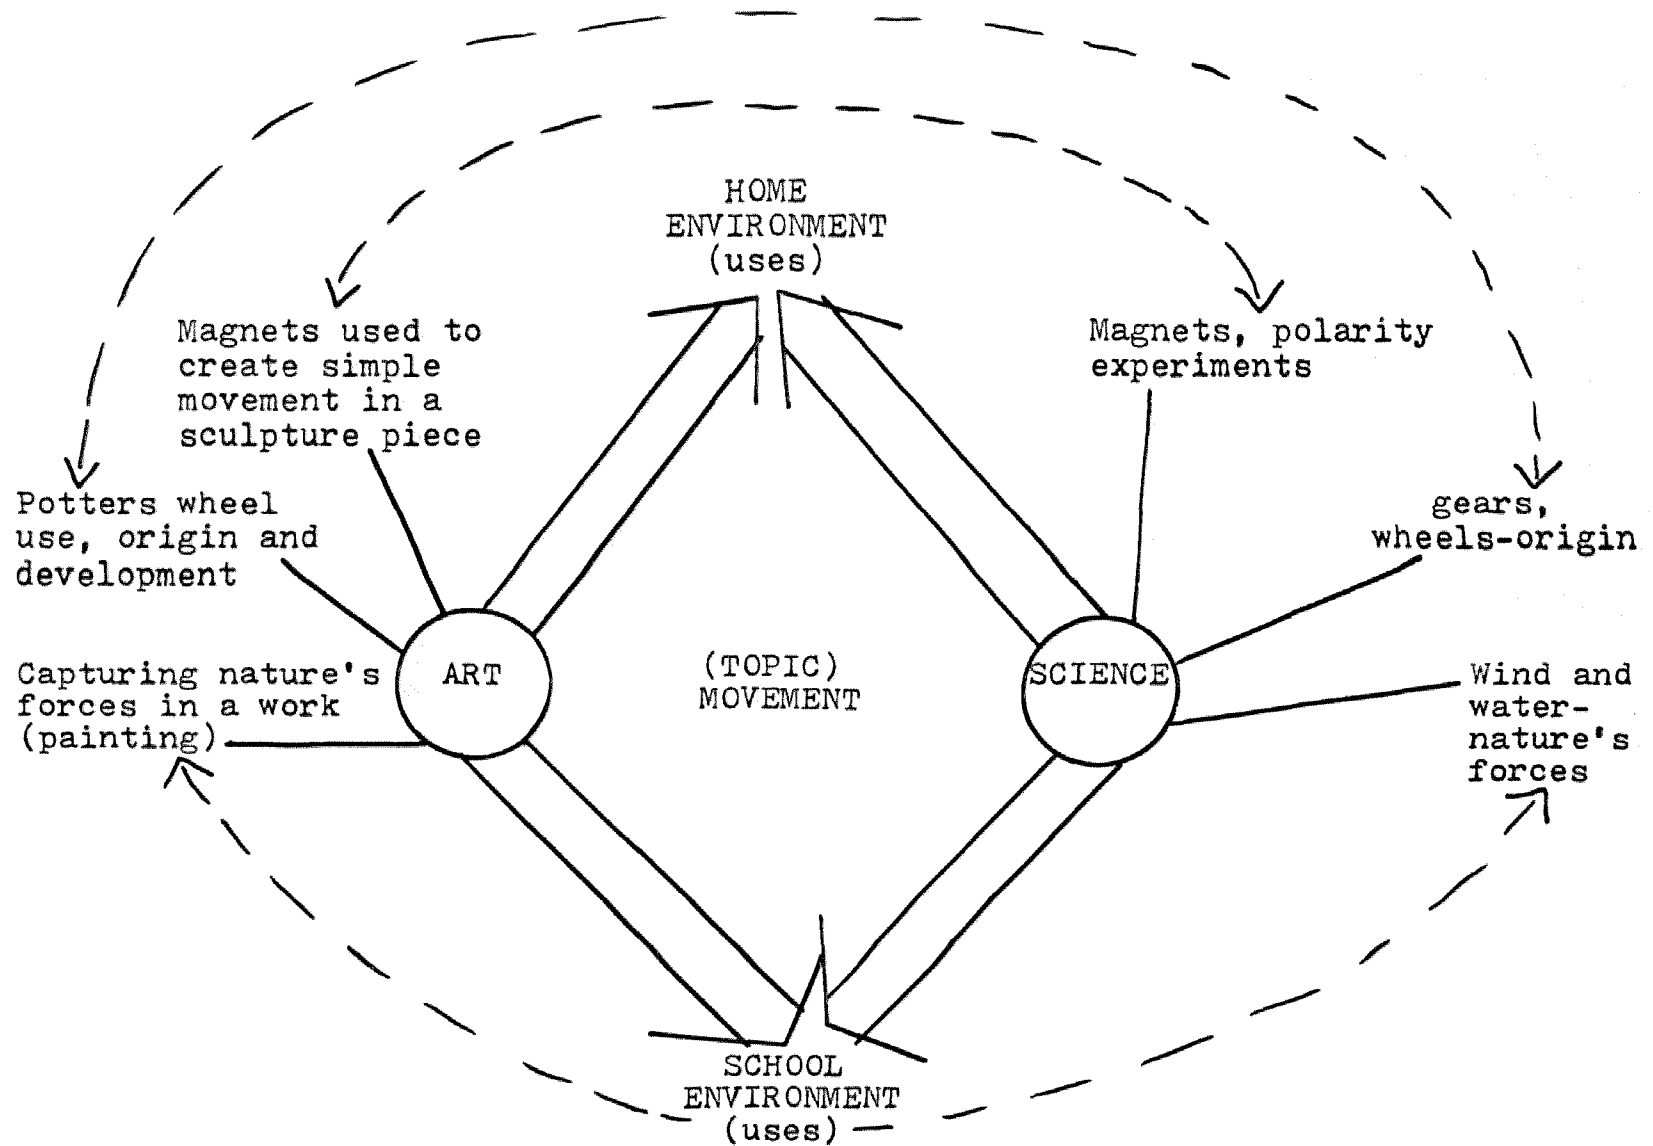 HOME
ENVIRONMENT
(uses)
Magnets used to
create simple
movement in a
sculpture piece
Magnets, polarity
experiments
Potters wheel
use, origin and
development
gears,
wheels-origin
Capturing nature's
forces in a work
(painting)
ART
(TOPIC)
MOVEMENT
SCIENCE
Wind and
water-
nature's
forces
SCHOOL
ENVIRONMENT
(uses)